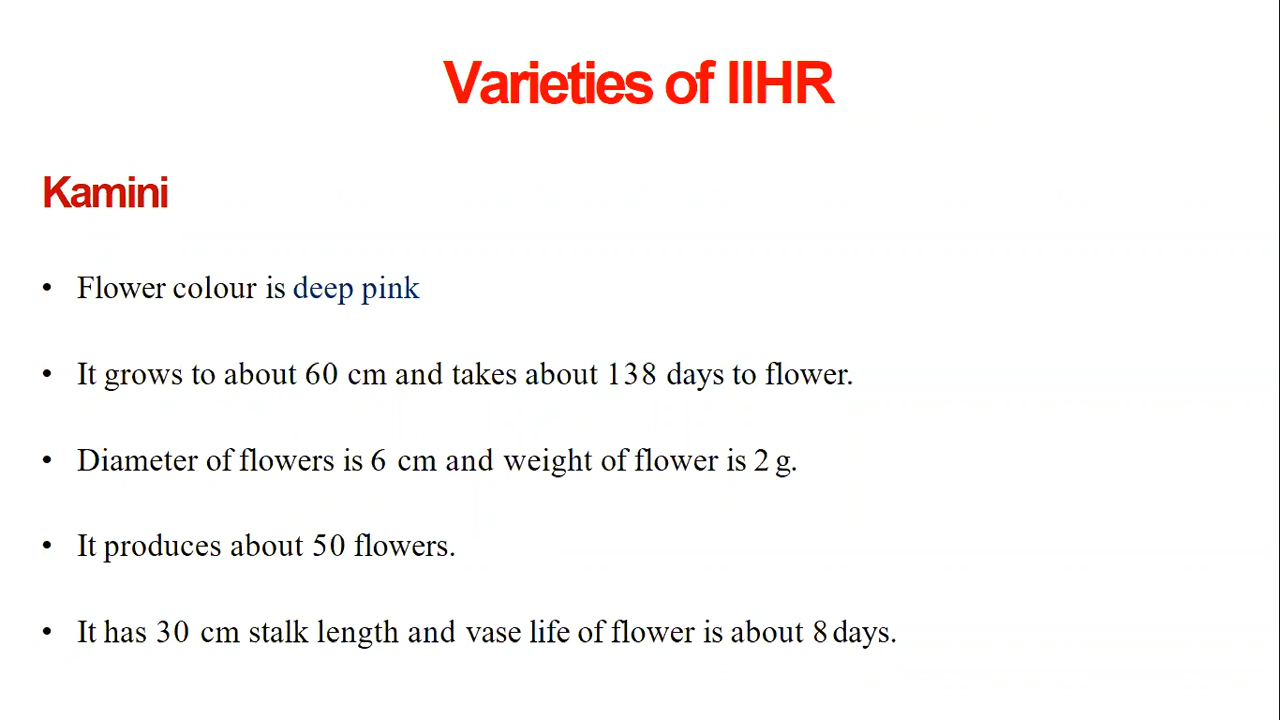 Varieties of IIHR
Kamini
• Flower colour is deep pink
• It grows to about 60 cm and takes about 138 days to flower.
• Diameter of flowers is 6 cm and weight of flower is 2 g.
• It produces about 50 flowers.
• It has 30 cm stalk length and vase life of flower is about 8 days.